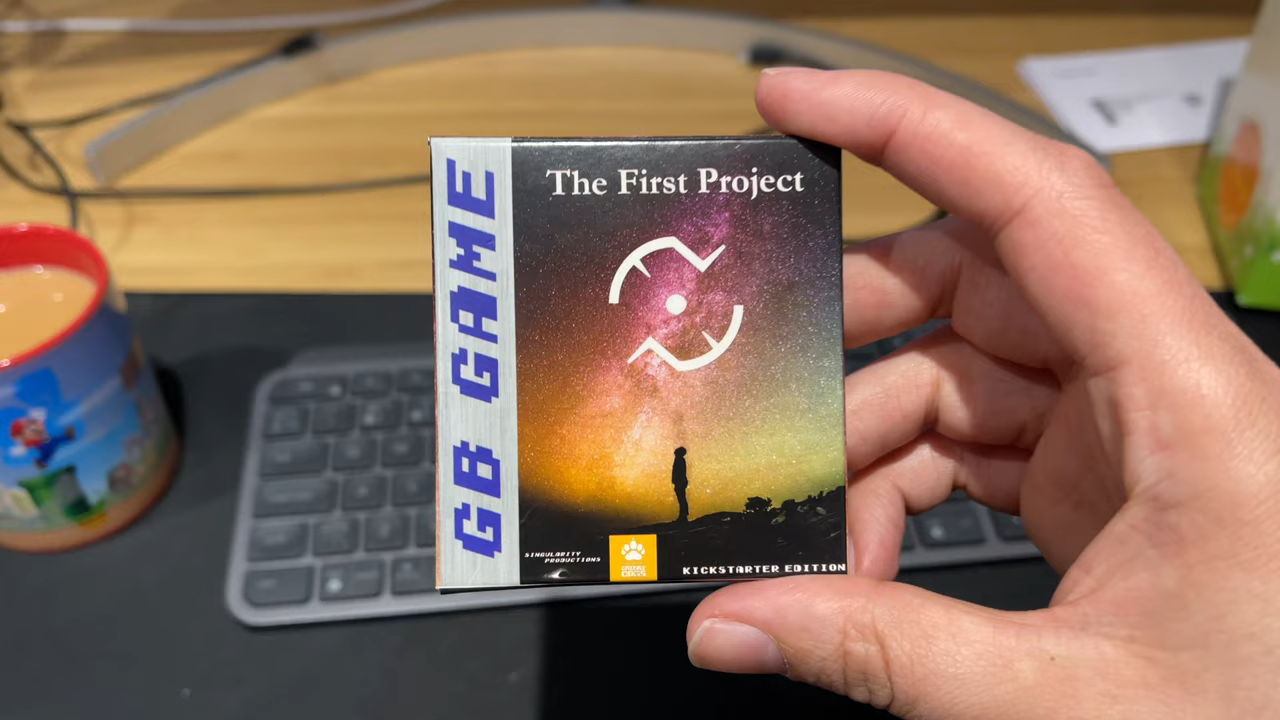 GB GAME
The First Project
SINGULARITY
PRODUCTIONS
KICKSTARTER EDITION